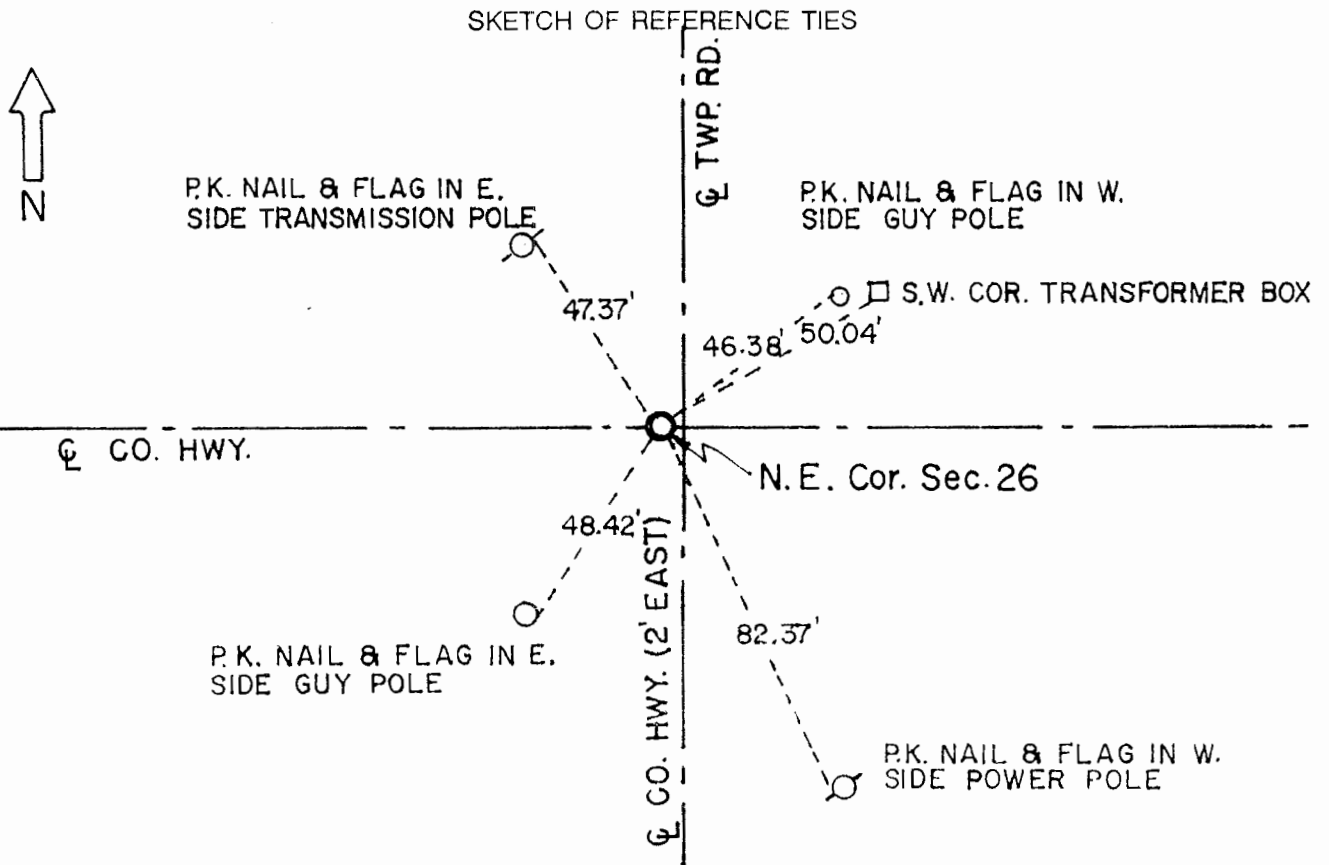 SKETCH OF REFERENCE TIES
N
℄ TWP. RD.
P.K. NAIL & FLAG IN E.
SIDE TRANSMISSION POLE
P.K. NAIL & FLAG IN W.
SIDE GUY POLE
S.W. COR. TRANSFORMER BOX
47.37'
46.38'
50.04'
℄ CO. HWY.
N.E. Cor. Sec. 26
48.42'
℄ CO. HWY. (2' EAST)
82.37'
P.K. NAIL & FLAG IN E.
SIDE GUY POLE
P.K. NAIL & FLAG IN W.
SIDE POWER POLE